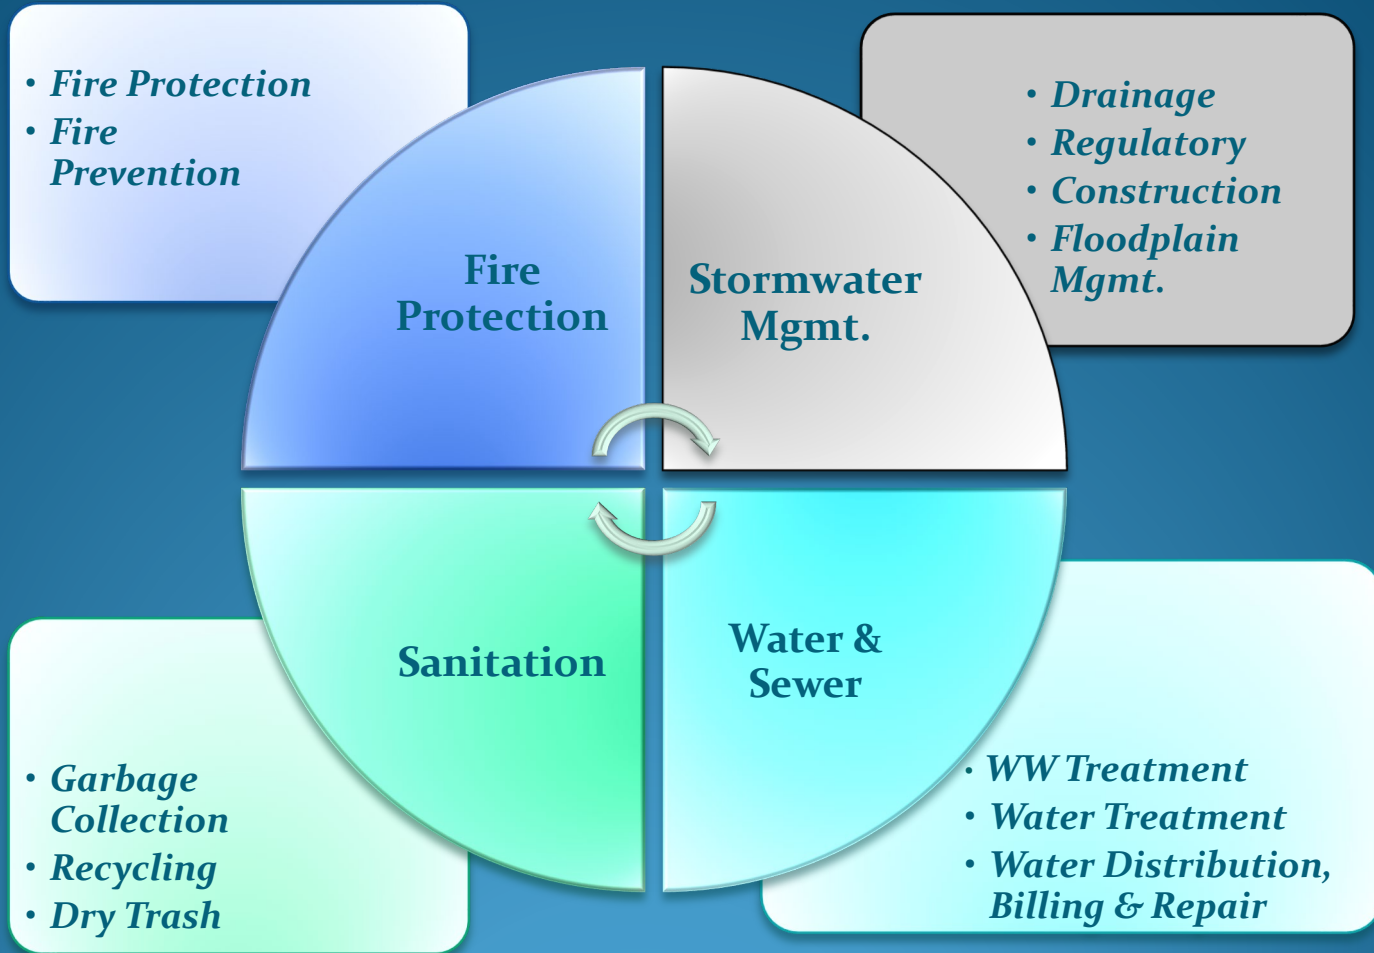 • Fire Protection
• Fire
Prevention
Fire
Protection
Stormwater
Mgmt.
• Drainage
• Regulatory
• Construction
• Floodplain
Mgmt.
Sanitation
• Garbage
Collection
• Recycling
• Dry Trash
Water &
Sewer
• WW Treatment
• Water Treatment
• Water Distribution,
Billing & Repair